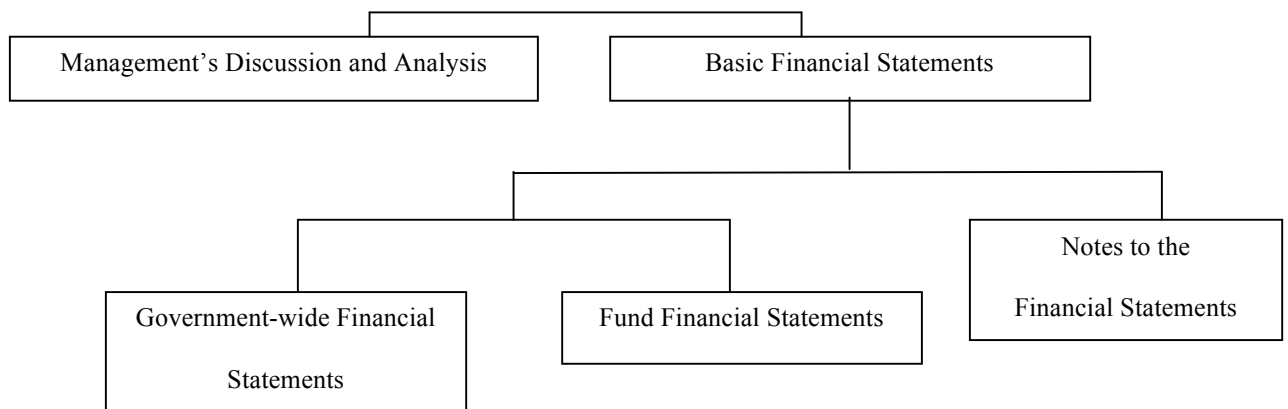 Management’s Discussion and Analysis
Basic Financial Statements
Notes to the
Financial Statements
Government-wide Financial
Statements
Fund Financial Statements